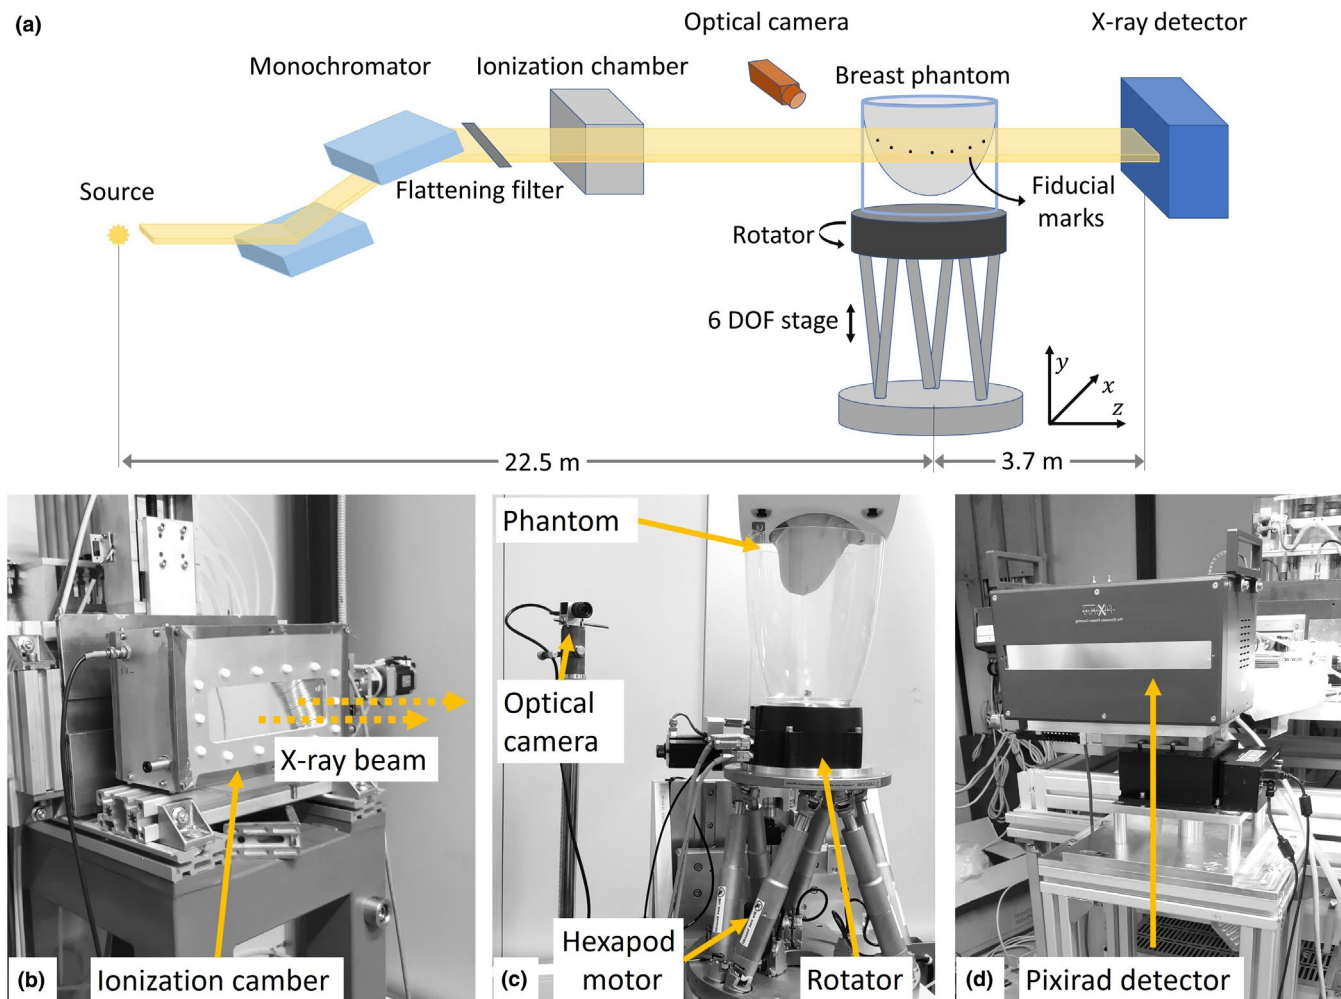 (a)
Optical camera
X-ray detector
Monochromator
Ionization chamber
Breast phantom
Source
Flattening filter
Fiducial
marks
Rotator
6 DOF stage
y
x
z
22.5 m
3.7 m
Phantom
Optical
camera
X-ray beam
Hexapod
motor
(b)
Ionization camber
(c)
Rotator
(d)
Pixirad detector